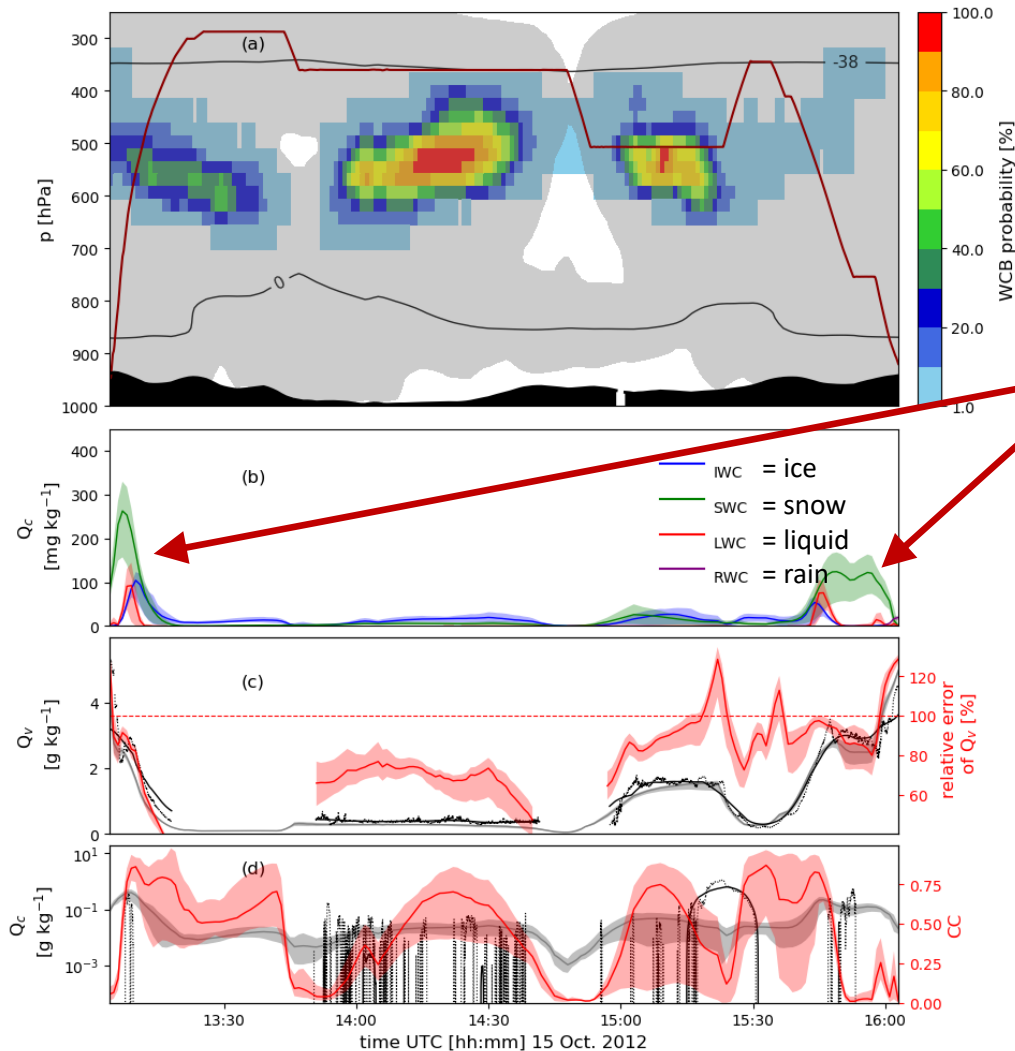 (a)
300
400
500
600
700
800
900
1000
p [hPa]
-38
0
100.0
80.0
60.0
40.0
20.0
1.0
WCB probability [%]
(b)
400
300
200
100
0
Q_c
[mg kg⁻¹]
IWC = ice
SWC = snow
LWC = liquid
RWC = rain
(c)
4
2
0
Q_v
[g kg⁻¹]
120
100
80
60
relative error
of Q_v [%]
(d)
10¹
10⁻¹
10⁻³
Q_c
[g kg⁻¹]
0.75
0.50
0.25
0.00
CC
13:30
14:00
14:30
15:00
15:30
16:00
time UTC [hh:mm] 15 Oct. 2012